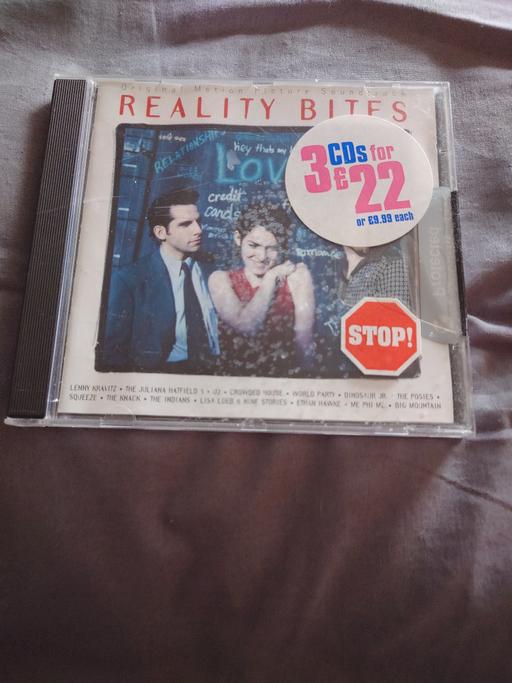 Original Motion Picture Soundtrack
REALITY BITES
RELATIONSHIP
hey thats my
LOV
credit
cards
romance
3 CDs for
£22
or £9.99 each
STOP!
LENNY KRAVITZ • THE JULIANA HATFIELD 3 • U2 • CROWDED HOUSE • WORLD PARTY • DINOSAUR JR. • THE POSIES •
SQUEEZE • THE KNACK • THE INDIANS • LISA LOEB & NINE STORIES • ETHAN HAWKE • ME PHI ME • BIG MOUNTAIN